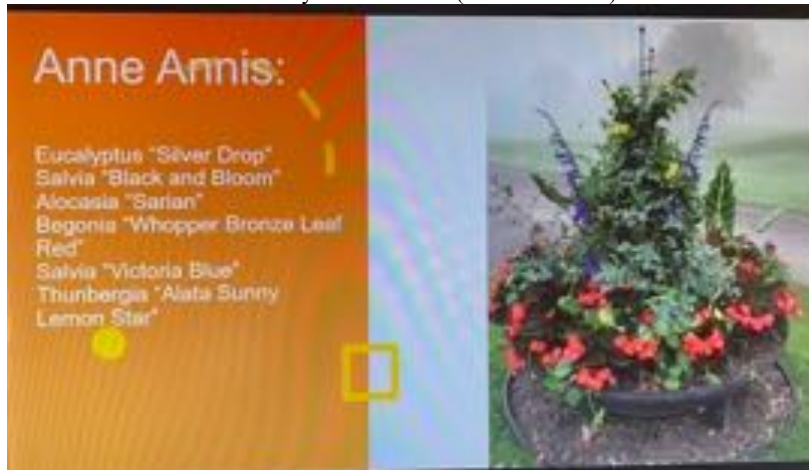 Anne Annis:
Eucalyptus "Silver Drop"
Salvia "Black and Bloom"
Alocasia "Sarian"
Begonia "Whopper Bronze Leaf
Red"
Salvia "Victoria Blue"
Thunbergia "Alata Sunny
Lemon Star"